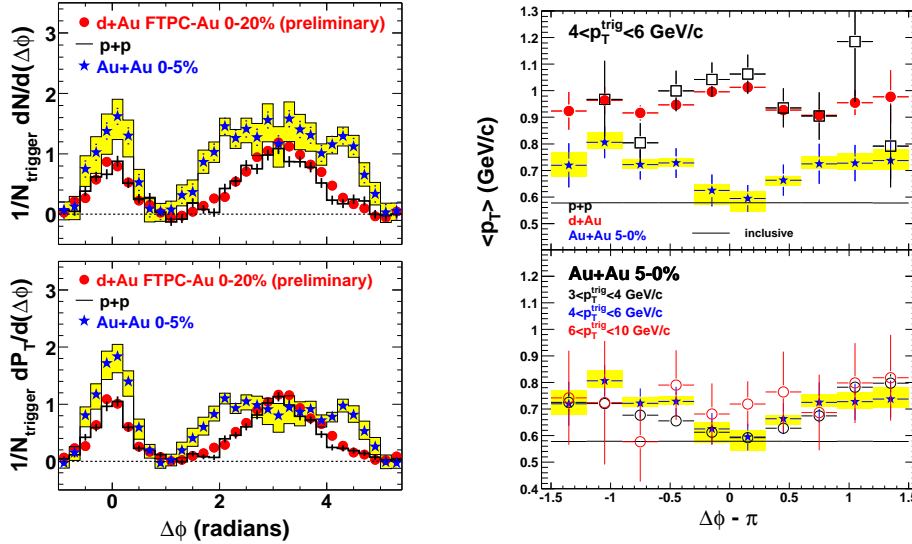 d+Au FTPC-Au 0-20% (preliminary)
p+p
Au+Au 0-5%
1/N_trigger dN/d(Δφ)
3
2
1
0
d+Au FTPC-Au 0-20% (preliminary)
p+p
Au+Au 0-5%
1/N_trigger dP_T/d(Δφ)
3
2
1
0
0 2 4
Δφ (radians)
4<p_T^trig<6 GeV/c
<p_T> (GeV/c)
1.3
1.2
1.1
1
0.9
0.8
0.7
0.6
0.5
p+p
d+Au
Au+Au 5-0%
inclusive
Au+Au 5-0%
3<p_T^trig<4 GeV/c
4<p_T^trig<6 GeV/c
6<p_T^trig<10 GeV/c
1.2
1.1
1
0.9
0.8
0.7
0.6
0.5
0.4
-1.5 -1 -0.5 0 0.5 1 1.5
Δφ - π